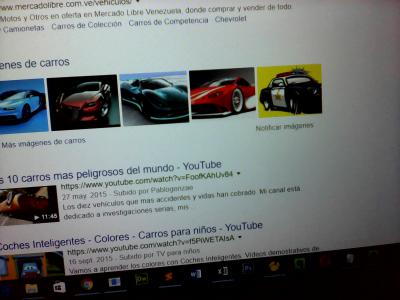 www.mercadolibre.com.ve/vehiculos/
Motos y Otros en oferta en Mercado Libre Venezuela, donde comprar y vender de todo.
Camionetas · Carros de Colección · Carros de Competencia · Chevrolet
enes de carros
Más imágenes de carros
Notificar imágenes
s 10 carros mas peligrosos del mundo - YouTube
https://www.youtube.com/watch?v=FoofKAhUv84
27 may. 2015 - Subido por Pablogonzae
Los diez vehículos que mas accidentes y vidas han cobrado. Mi canal está
dedicado a investigaciones serias, mis ...
11:45
Coches Inteligentes - Colores - Carros para niños - YouTube
https://www.youtube.com/watch?v=f5PiWETAIsA
16 sept. 2015 - Subido por TV para niños
Vamos a aprender los colores con Coches Inteligentes. Vídeos demostrativos de